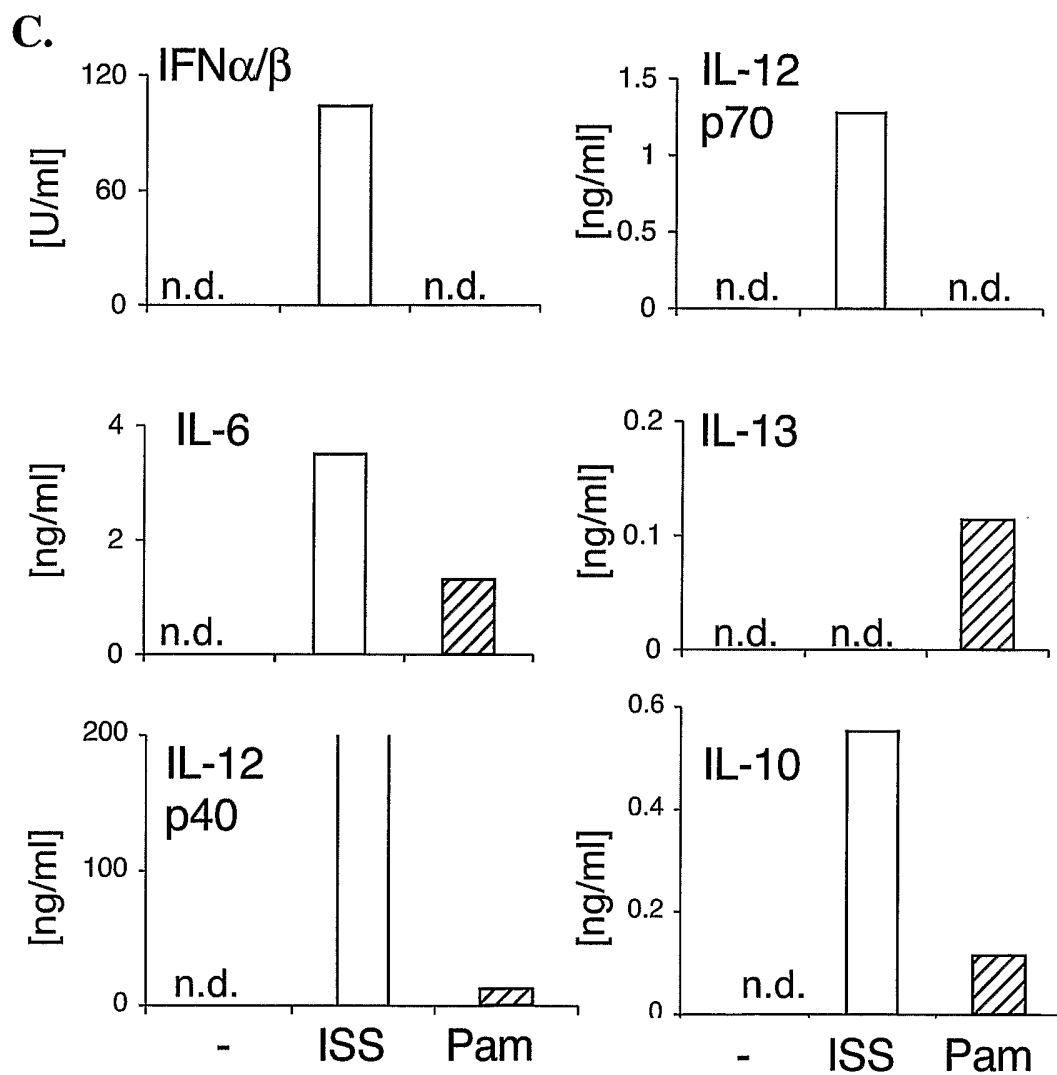 C.
IFNα/β
[U/ml]
120
60
0
n.d.
n.d.
IL-12
p70
[ng/ml]
1.5
1
0.5
0
n.d.
n.d.
IL-6
[ng/ml]
4
2
0
n.d.
IL-13
[ng/ml]
0.2
0.1
0
n.d.
n.d.
IL-12
p40
[ng/ml]
200
100
0
n.d.
- ISS Pam
IL-10
[ng/ml]
0.6
0.4
0.2
0
n.d.
- ISS Pam